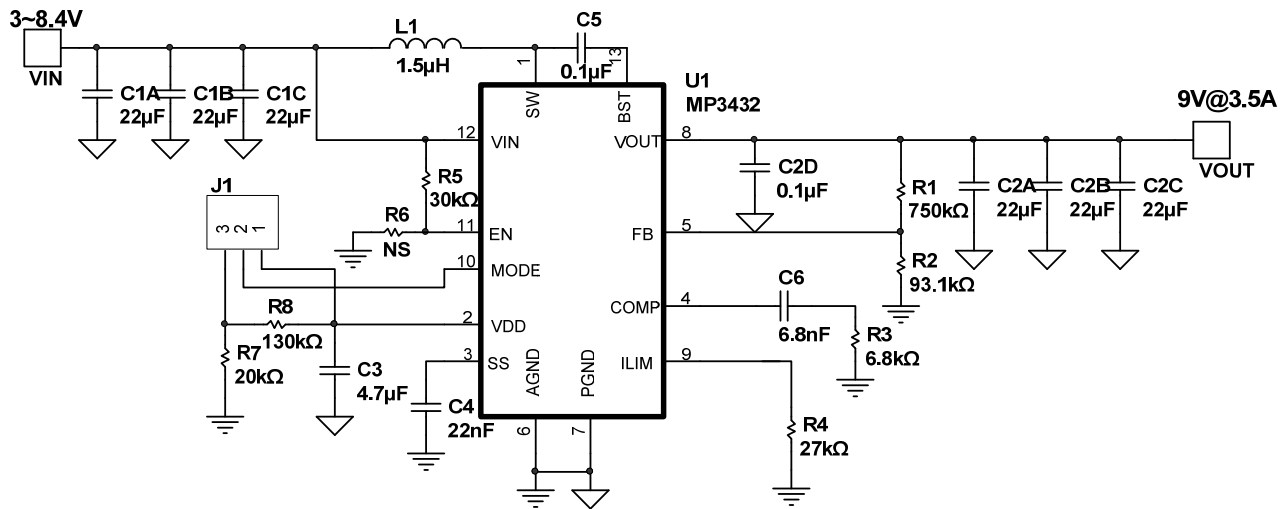 3~8.4V
VIN
C1A
22µF
C1B
22µF
C1C
22µF
L1
1.5µH
C5
0.1µF
1
13
U1
MP3432
SW
BST
12
VIN
VOUT
8
9V@3.5A
VOUT
C2D
0.1µF
R1
750kΩ
C2A
22µF
C2B
22µF
C2C
22µF
R5
30kΩ
R6
NS
J1
3
2
1
11
EN
FB
5
10
MODE
R2
93.1kΩ
C6
6.8nF
COMP
4
R8
130kΩ
2
VDD
R3
6.8kΩ
R7
20kΩ
C3
4.7µF
3
SS
AGND
PGND
ILIM
9
C4
22nF
6
7
R4
27kΩ